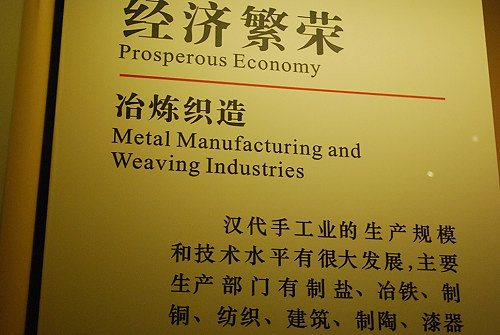 经济繁荣
Prosperous Economy
冶炼织造
Metal Manufacturing and
Weaving Industries
汉代手工业的生产规模
和技术水平有很大发展,主要
生产部门有制盐、冶铁、制
铜、纺织、建筑、制陶、漆器